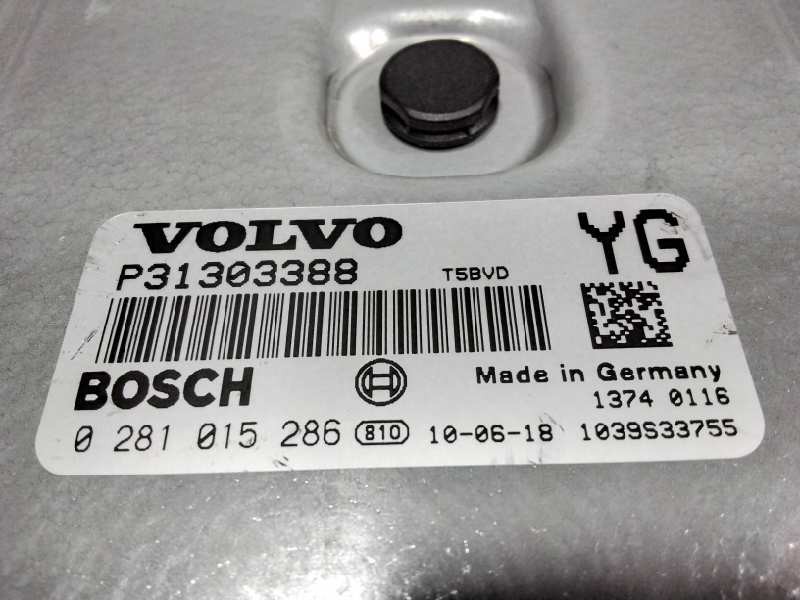 VOLVO
YG
P31303388 T5BVD
BOSCH
Made in Germany
1374 0116
0 281 015 286 810 10-06-18 1039S33755